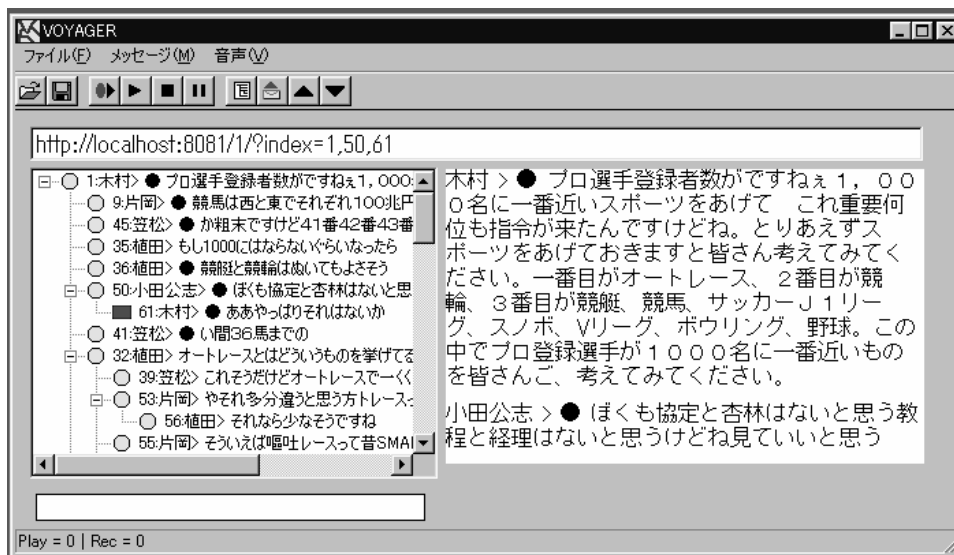 VOYAGER
ファイル(F) メッセージ(M) 音声(V)
http://localhost:8081/1/?index=1,50,61
1:木村> ● プロ選手登録者数がですねぇ1,000:
9:片岡> ● 競馬は西と東でそれぞれ100兆円
45:笠松> ● か粗末ですけど41番42番43番
35:植田> もし1000にはならないぐらいなったら
36:植田> ● 競艇と競輪はぬいてもよさそう
50:小田公志> ● ぼくも協定と杏林はないと思
61:木村> ● ああやっぱりそれはないか
41:笠松> ● い間36馬までの
32:植田> オートレースとはどういうものを挙げてる
39:笠松> これそうだけどオートレースでーくく
53:片岡> やそれ多分違うと思う方トレース
56:植田> それなら少なそうですね
55:片岡> そういえば嘔吐レースって昔SMAI
木村 > ● プロ選手登録者数がですねぇ1，００
０名に一番近いスポーツをあげて　これ重要何
位も指令が来たんですけどね。とりあえずス
ポーツをあげておきますと皆さん考えてみてく
ださい。一番目がオートレース、２番目が競
輪、３番目が競艇、競馬、サッカーＪ１リー
グ、スノボ、Vリーグ、ボウリング、野球。この
中でプロ登録選手が１０００名に一番近いもの
を皆さんご、考えてみてください。
小田公志 > ● ぼくも協定と杏林はないと思う教
程と経理はないと思うけどね見ていいと思う
Play = 0 | Rec = 0